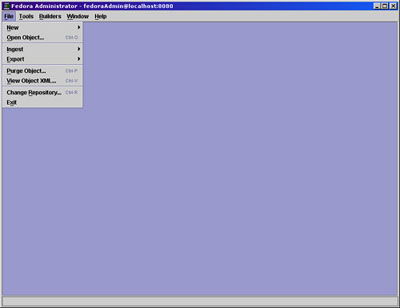 Fedora Administrator - fedoraAdmin@localhost:8080
File Tools Builders Window Help
New
Open Object... Ctrl-O
Ingest
Export
Purge Object... Ctrl-P
View Object XML... Ctrl-V
Change Repository... Ctrl-R
Exit